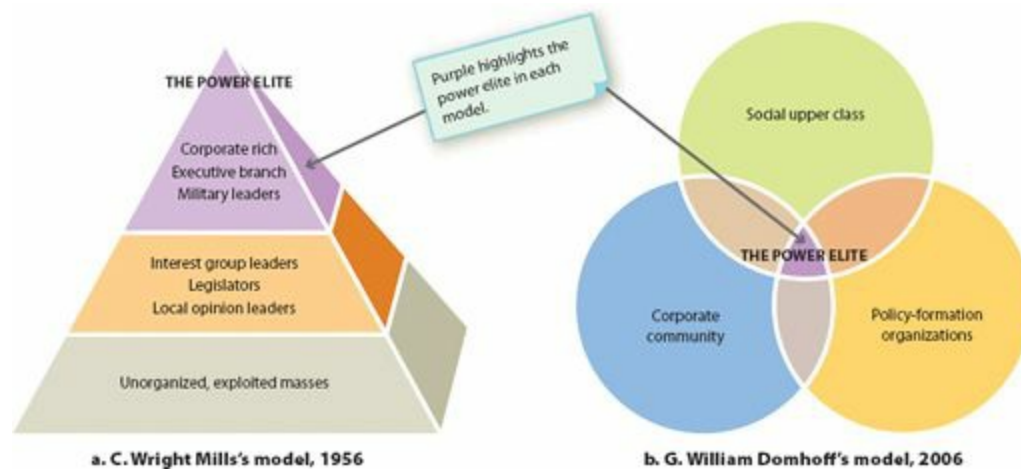 THE POWER ELITE
Corporate rich
Executive branch
Military leaders
Interest group leaders
Legislators
Local opinion leaders
Unorganized, exploited masses
a. C. Wright Mills's model, 1956
Purple highlights the
power elite in each
model.
Social upper class
THE POWER ELITE
Corporate
community
Policy-formation
organizations
b. G. William Domhoff's model, 2006